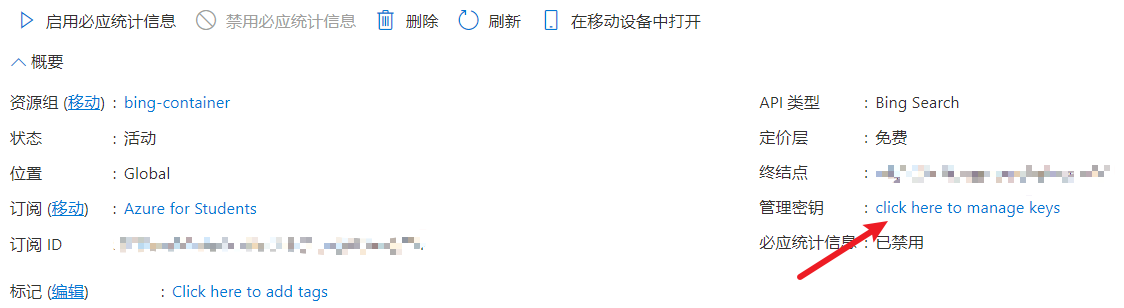 启用必应统计信息 禁用必应统计信息 删除 刷新 在移动设备中打开
概要
资源组 (移动) : bing-container
状态 : 活动
位置 : Global
订阅 (移动) : Azure for Students
订阅 ID
标记 (编辑) : Click here to add tags
API 类型 : Bing Search
定价层 : 免费
终结点 :
管理密钥 : click here to manage keys
必应统计信息 : 已禁用